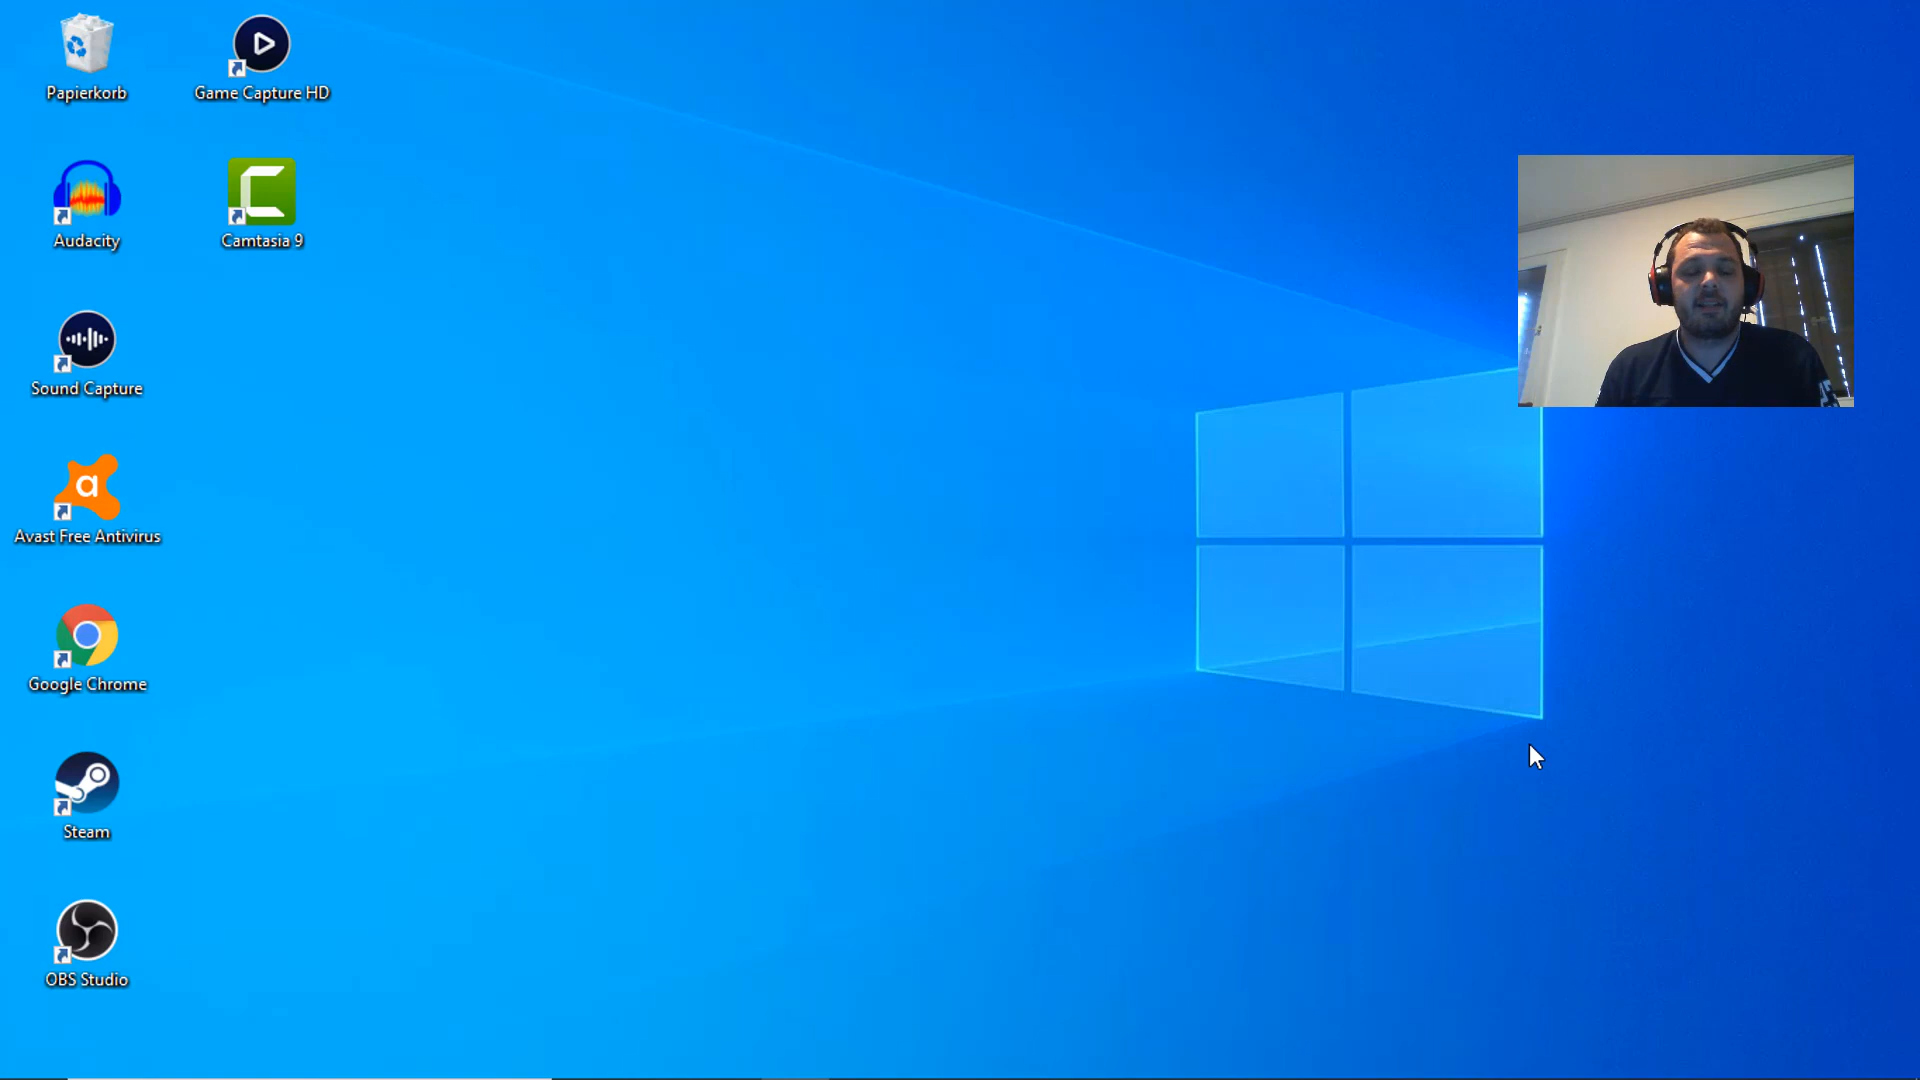 Papierkorb
Game Capture HD
Audacity
Camtasia 9
Sound Capture
Avast Free Antivirus
Google Chrome
Steam
OBS Studio